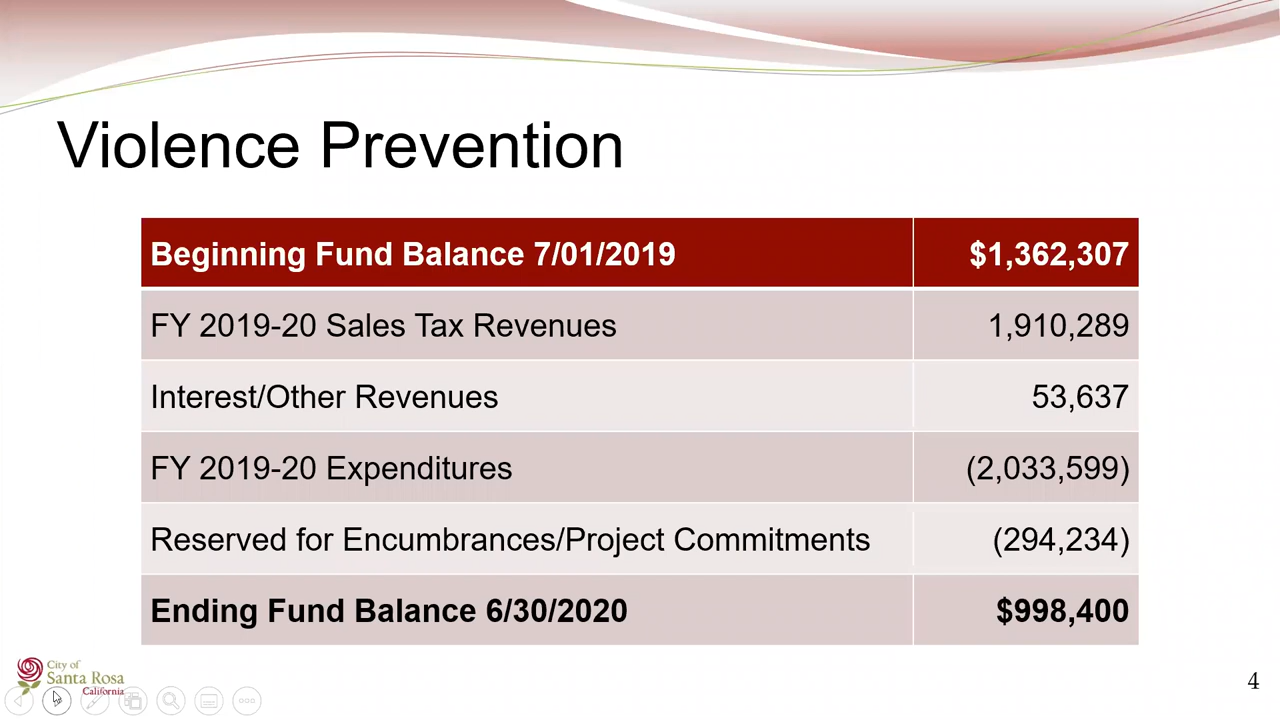 Violence Prevention
Beginning Fund Balance 7/01/2019 $1,362,307
FY 2019-20 Sales Tax Revenues 1,910,289
Interest/Other Revenues 53,637
FY 2019-20 Expenditures (2,033,599)
Reserved for Encumbrances/Project Commitments (294,234)
Ending Fund Balance 6/30/2020 $998,400
City of
Santa Rosa
California
4